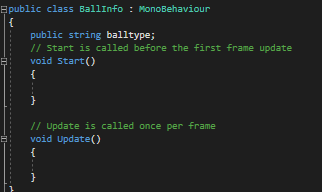 public class BallInfo : MonoBehaviour
{
public string balltype;
// Start is called before the first frame update
void Start()
{
}
// Update is called once per frame
void Update()
{
}
}